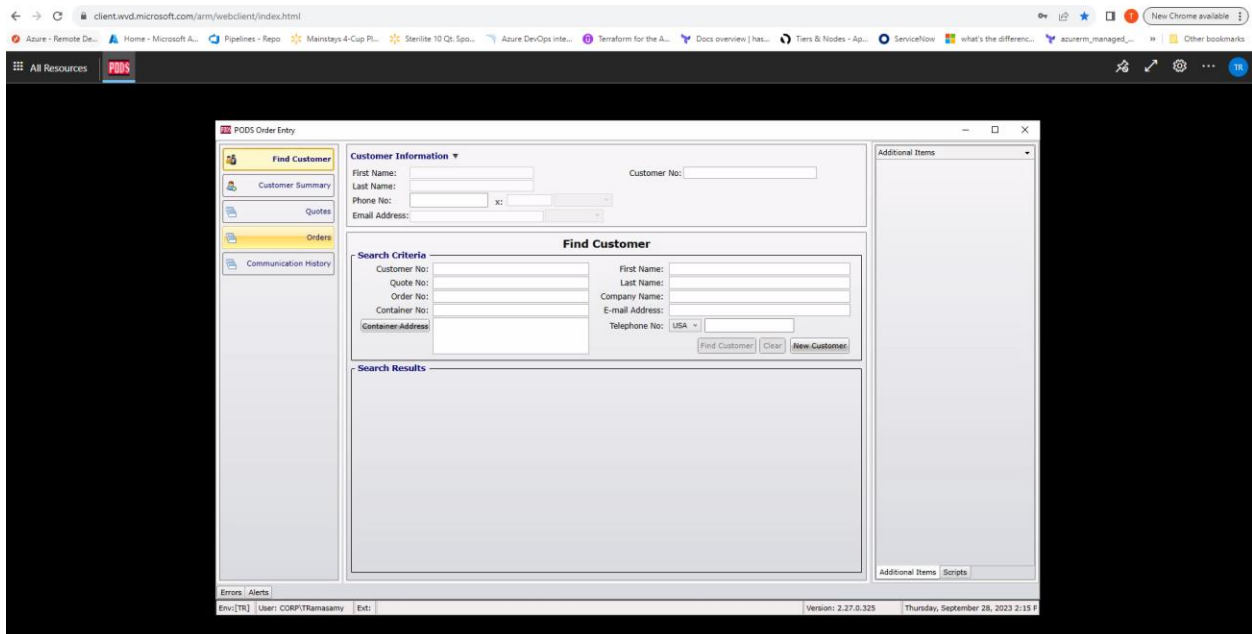 client.wvd.microsoft.com/arm/webclient/index.html
New Chrome available
Azure - Remote De... Home - Microsoft A... Pipelines - Repo Mainstays 4-Cup Pl... Sterilite 10 Qt. Spo... Azure DevOps inte... Terraform for the A... Docs overview | has... Tiers & Nodes - Ap... ServiceNow what's the differenc... azurerm_managed_... » Other bookmarks
All Resources PODS TR
PODS Order Entry
Find Customer
Customer Summary
Quotes
Orders
Communication History
Customer Information
First Name: Customer No:
Last Name:
Phone No: x:
Email Address:
Find Customer
Search Criteria
Customer No: First Name:
Quote No: Last Name:
Order No: Company Name:
Container No: E-mail Address:
Container Address Telephone No: USA
Find Customer Clear New Customer
Search Results
Additional Items
Additional Items Scripts
Errors Alerts
Env:[TR] User: CORP\TRamasamy Ext: Version: 2.27.0.325 Thursday, September 28, 2023 2:15 P